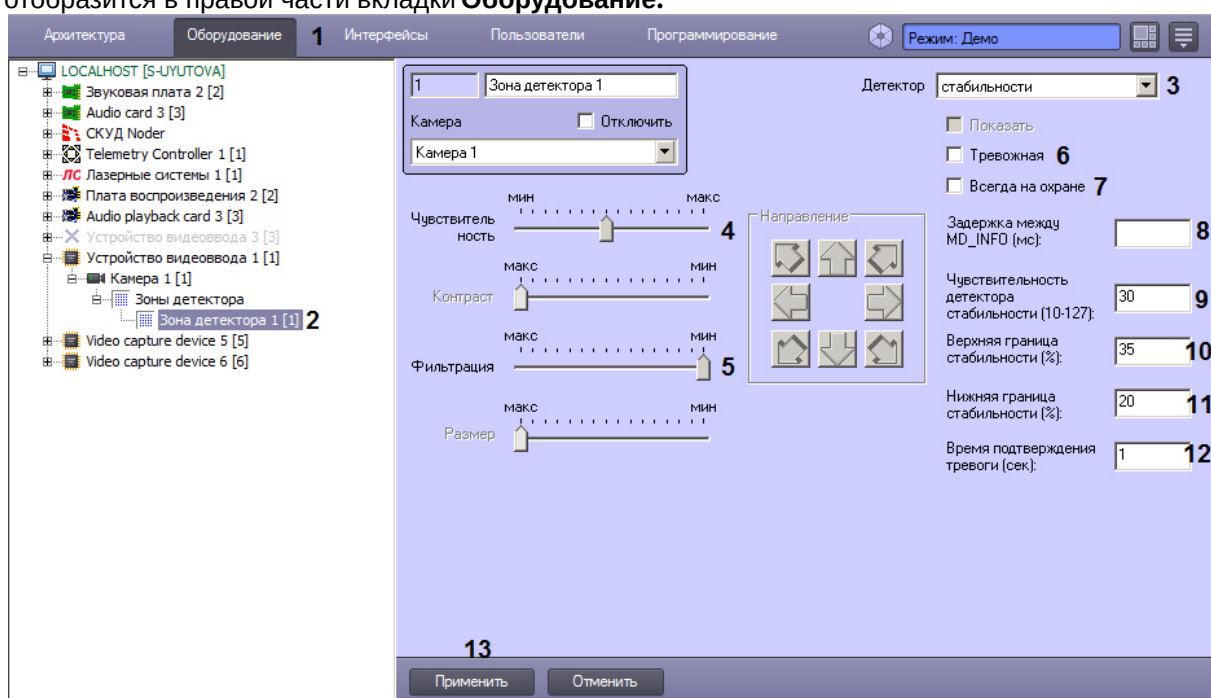 отобразится в правой части вкладки Оборудование.
Архитектура Оборудование 1 Интерфейсы Пользователи Программирование Режим: Демо
LOCALHOST [S-UYUTOVA]
Звуковая плата 2 [2]
Audio card 3 [3]
СКУД Noder
Telemetry Controller 1 [1]
ЛС Лазерные системы 1 [1]
Плата воспроизведения 2 [2]
Audio playback card 3 [3]
Устройство видеоввода 3 [3]
Устройство видеоввода 1 [1]
Камера 1 [1]
Зоны детектора
Зона детектора 1 [1] 2
Video capture device 5 [5]
Video capture device 6 [6]
1 Зона детектора 1
Камера Отключить
Камера 1
мин макс
Чувствитель
ность 4
макс мин
Контраст
макс мин
Фильтрация 5
макс мин
Размер
Направление
Детектор стабильности 3
Показать
Тревожная 6
Всегда на охране 7
Задержка между
MD_INFO (мс): 8
Чувствительность
детектора
стабильности (10-127): 30 9
Верхняя граница
стабильности (%): 35 10
Нижняя граница
стабильности (%): 20 11
Время подтверждения
тревоги (сек): 1 12
13
Применить Отменить